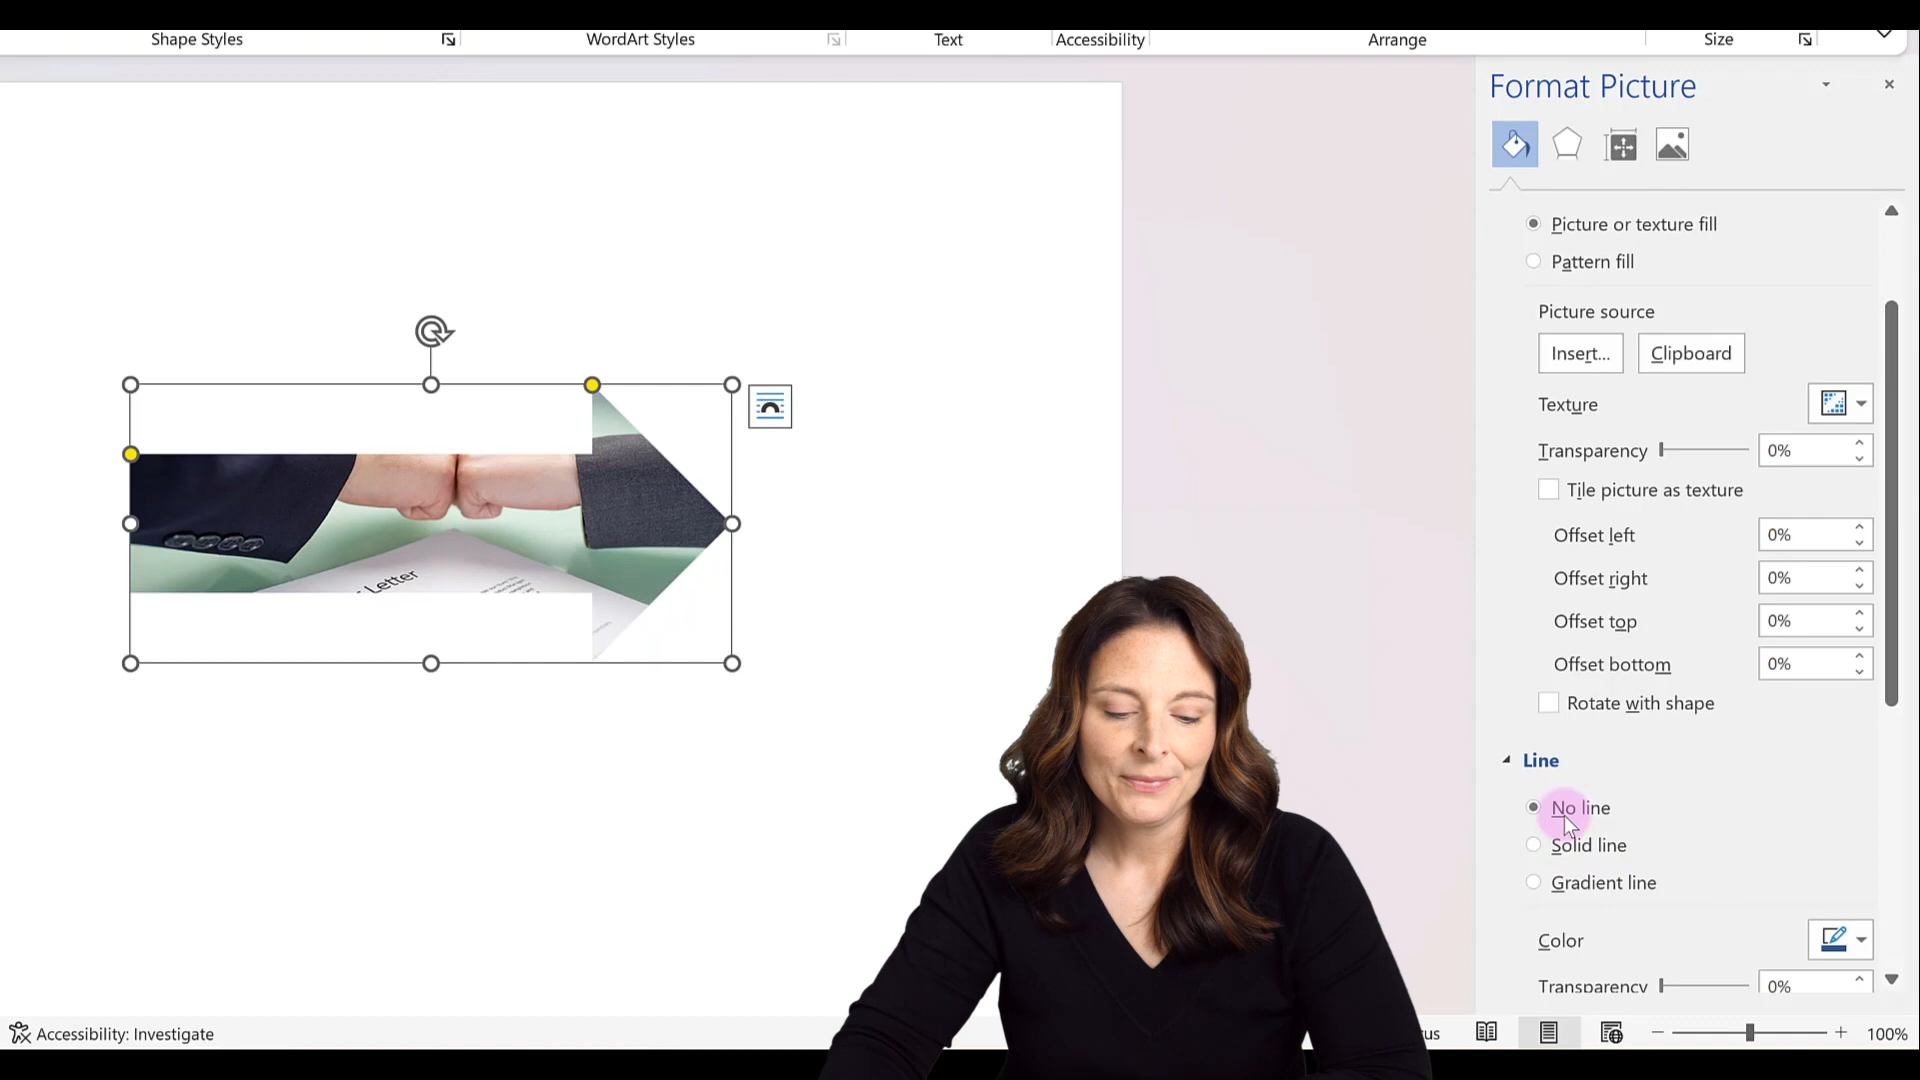 Shape Styles
WordArt Styles
Text
Accessibility
Arrange
Size
Format Picture
Picture or texture fill
Pattern fill
Picture source
Insert...
Clipboard
Texture
Transparency
0%
Tile picture as texture
Offset left
0%
Offset right
0%
Offset top
0%
Offset bottom
0%
Rotate with shape
Line
No line
Solid line
Gradient line
Color
Transparency
0%
Letter
Accessibility: Investigate
100%